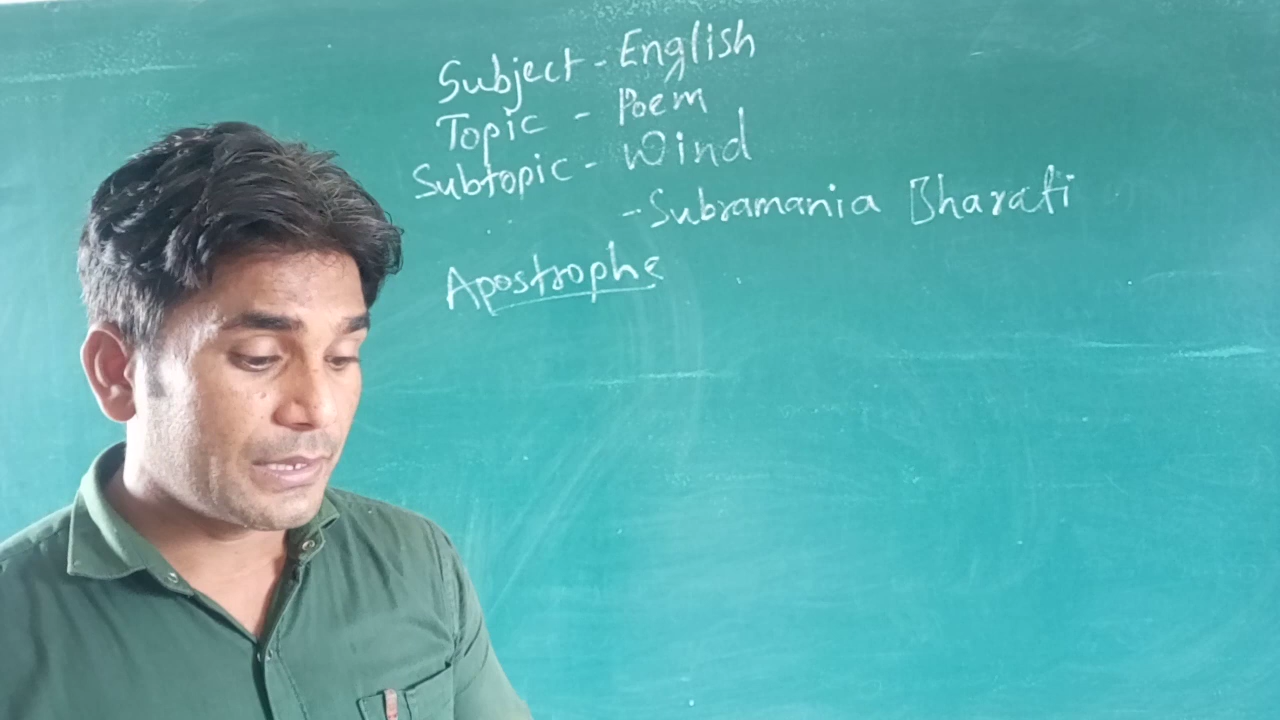 Subject - English
Topic - Poem
Subtopic - Wind
- Subramania Bharati
Apostrophe